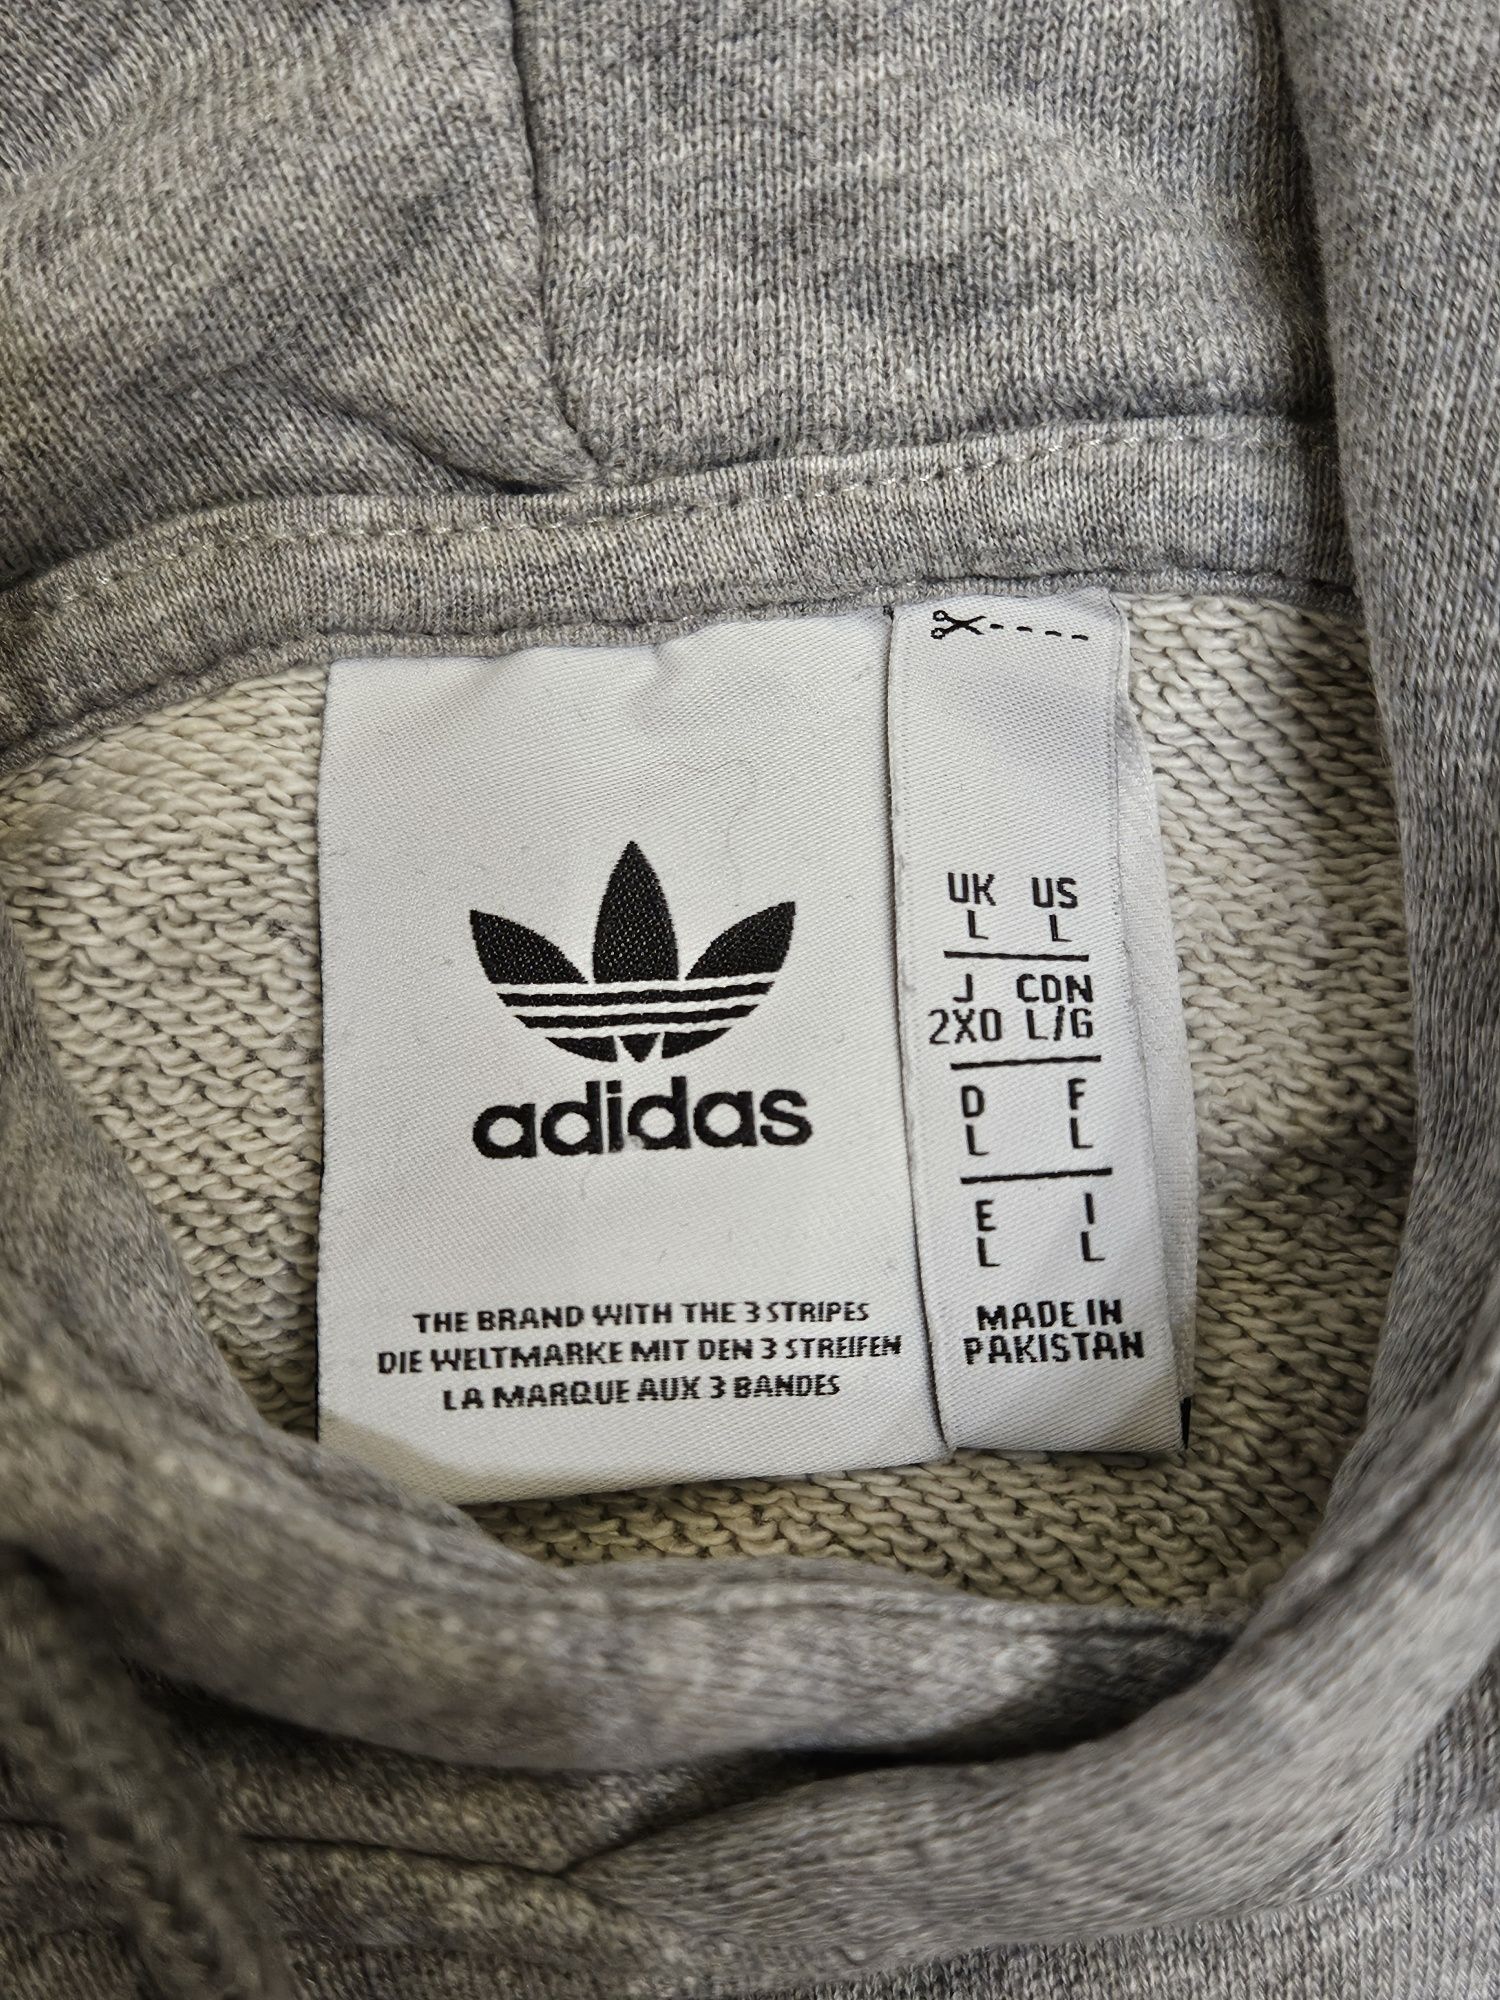 adidas
THE BRAND WITH THE 3 STRIPES
DIE WELTMARKE MIT DEN 3 STREIFEN
LA MARQUE AUX 3 BANDES
UK US
L L
J CDN
2XO L/G
D F
L L
E I
L L
MADE IN
PAKISTAN